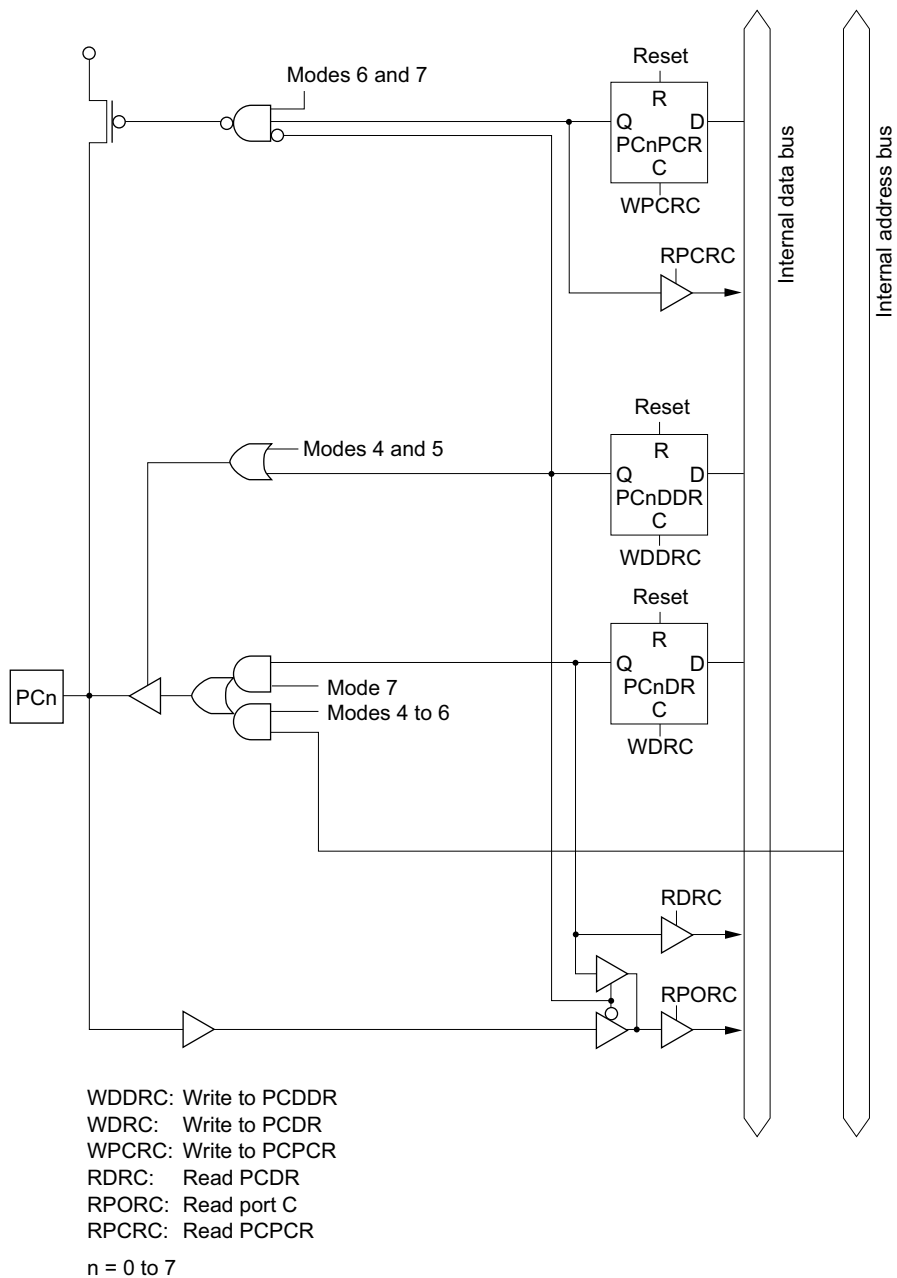 Modes 6 and 7
Reset
R
Q D
PCnPCR
C
WPCRC
RPCRC
Internal data bus
Internal address bus
Reset
R
Modes 4 and 5
Q D
PCnDDR
C
WDDRC
Reset
R
Q D
PCnDR
C
WDRC
PCn
Mode 7
Modes 4 to 6
RDRC
RPORC
WDDRC: Write to PCDDR
WDRC: Write to PCDR
WPCRC: Write to PCPCR
RDRC: Read PCDR
RPORC: Read port C
RPCRC: Read PCPCR
n = 0 to 7